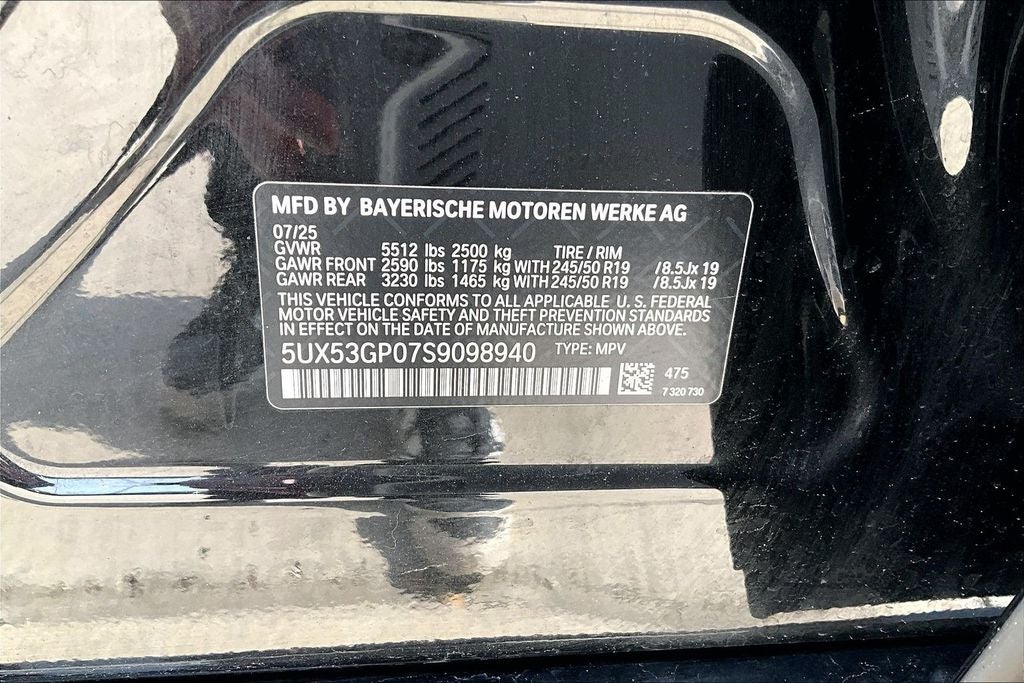 MFD BY BAYERISCHE MOTOREN WERKE AG
07/25
GVWR 5512 lbs 2500 kg TIRE / RIM
GAWR FRONT 2590 lbs 1175 kg WITH 245/50 R19 /8.5Jx 19
GAWR REAR 3230 lbs 1465 kg WITH 245/50 R19 /8.5Jx 19
THIS VEHICLE CONFORMS TO ALL APPLICABLE U. S. FEDERAL
MOTOR VEHICLE SAFETY AND THEFT PREVENTION STANDARDS
IN EFFECT ON THE DATE OF MANUFACTURE SHOWN ABOVE.
5UX53GP07S9098940 TYPE: MPV
475
7 320 730